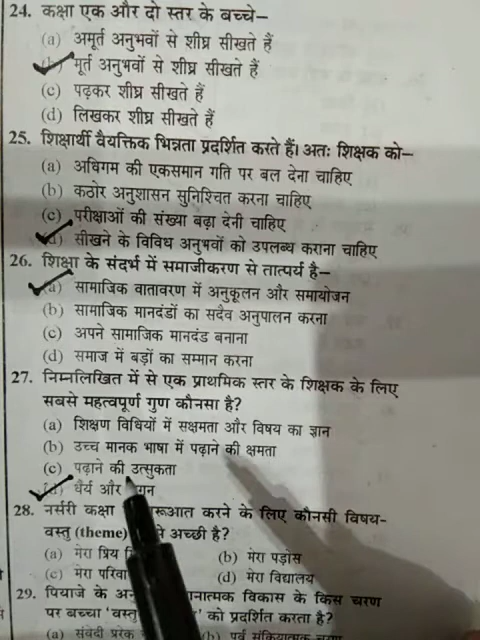 24. कक्षा एक और दो स्तर के बच्चे–
(a) अमूर्त अनुभवों से शीघ्र सीखते हैं
(b) मूर्त अनुभवों से शीघ्र सीखते हैं
(c) पढ़कर शीघ्र सीखते हैं
(d) लिखकर शीघ्र सीखते हैं
25. शिक्षार्थी वैयक्तिक भिन्नता प्रदर्शित करते हैं। अतः शिक्षक को–
(a) अधिगम की एकसमान गति पर बल देना चाहिए
(b) कठोर अनुशासन सुनिश्चित करना चाहिए
(c) परीक्षाओं की संख्या बढ़ा देनी चाहिए
(d) सीखने के विविध अनुभवों को उपलब्ध कराना चाहिए
26. शिक्षा के संदर्भ में समाजीकरण से तात्पर्य है–
(a) सामाजिक वातावरण में अनुकूलन और समायोजन
(b) सामाजिक मानदंडों का सदैव अनुपालन करना
(c) अपने सामाजिक मानदंड बनाना
(d) समाज में बड़ों का सम्मान करना
27. निम्नलिखित में से एक प्राथमिक स्तर के शिक्षक के लिए
सबसे महत्वपूर्ण गुण कौनसा है?
(a) शिक्षण विधियों में सक्षमता और विषय का ज्ञान
(b) उच्च मानक भाषा में पढ़ाने की क्षमता
(c) पढ़ाने की उत्सुकता
(d) धैर्य और
28. नर्सरी कक्षा करने के लिए कौनसी विषय-
वस्तु (theme) अच्छी है?
(a) मेरा प्रिय (b) मेरा पड़ोस
(c) मेरा (d) मेरा विद्यालय
29. पियाजे के विकास के किस चरण
पर बच्चा को प्रदर्शित करता है?
(a) संवेदी प्रेरक (b) पूर्व संक्रियात्मक चरण